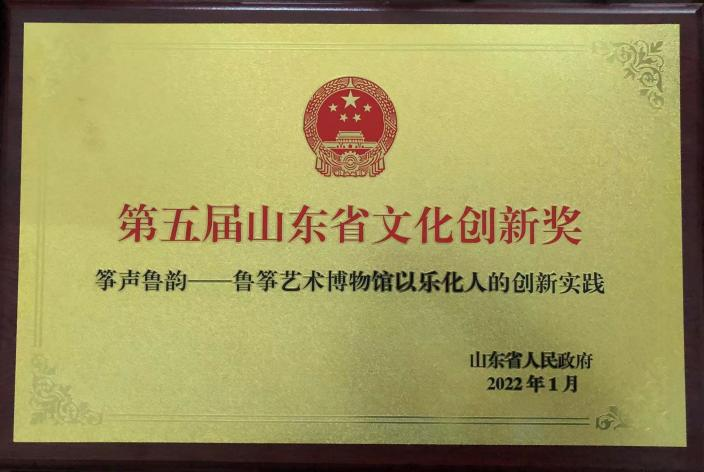 第五届山东省文化创新奖
筝声鲁韵——鲁筝艺术博物馆以乐化人的创新实践
山东省人民政府
2022年1月